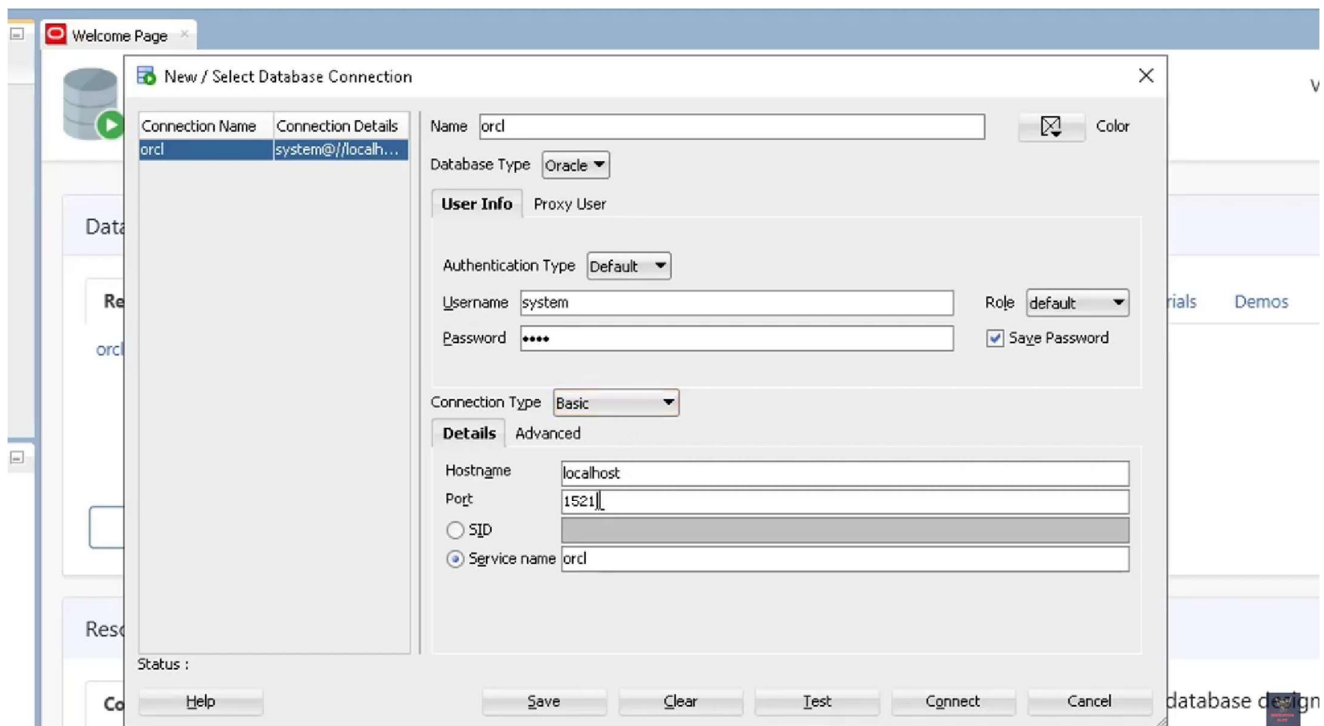 Welcome Page
New / Select Database Connection
Connection Name Connection Details
orcl system@//localh...
Name orcl Color
Database Type Oracle
User Info Proxy User
Authentication Type Default
Username system Role default
Password •••• Save Password
Connection Type Basic
Details Advanced
Hostname localhost
Port 1521
SID
Service name orcl
Status :
Help Save Clear Test Connect Cancel
Data
Re
orcl
rials Demos
Reso
Co
database design